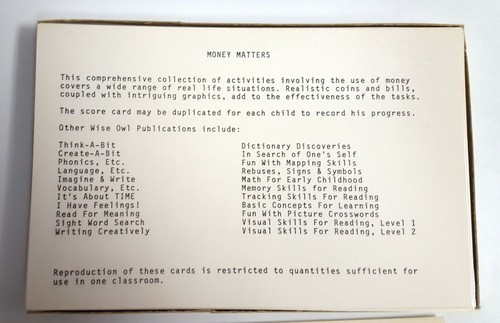 MONEY MATTERS
This comprehensive collection of activities involving the use of money
covers a wide range of real life situations. Realistic coins and bills,
coupled with intriguing graphics, add to the effectiveness of the tasks.
The score card may be duplicated for each child to record his progress.
Other Wise Owl Publications include:
Think-A-Bit
Create-A-Bit
Phonics, Etc.
Language, Etc.
Imagine & Write
Vocabulary, Etc.
It's About TIME
I Have Feelings!
Read For Meaning
Sight Word Search
Writing Creatively
Dictionary Discoveries
In Search of One's Self
Fun With Mapping Skills
Rebuses, Signs & Symbols
Math For Early Childhood
Memory Skills for Reading
Tracking Skills For Reading
Basic Concepts For Learning
Fun With Picture Crosswords
Visual Skills For Reading, Level 1
Visual Skills For Reading, Level 2
Reproduction of these cards is restricted to quantities sufficient for
use in one classroom.